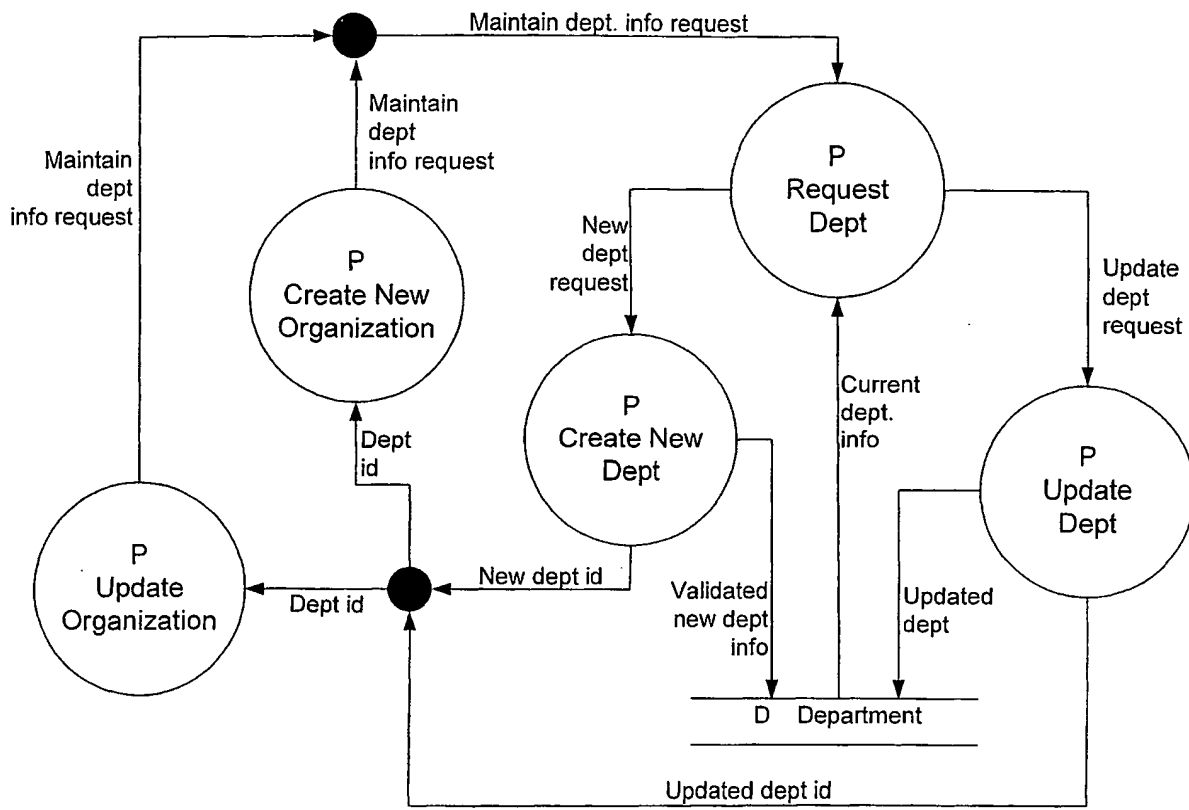 Maintain dept. info request
Maintain
dept
info request
Maintain
dept
info request
P
Request
Dept
New
dept
request
Update
dept
request
P
Create New
Organization
P
Create New
Dept
Current
dept.
info
Dept
id
P
Update
Dept
P
Update
Organization
Dept id
New dept id
Validated
new dept
info
Updated
dept
D Department
Updated dept id